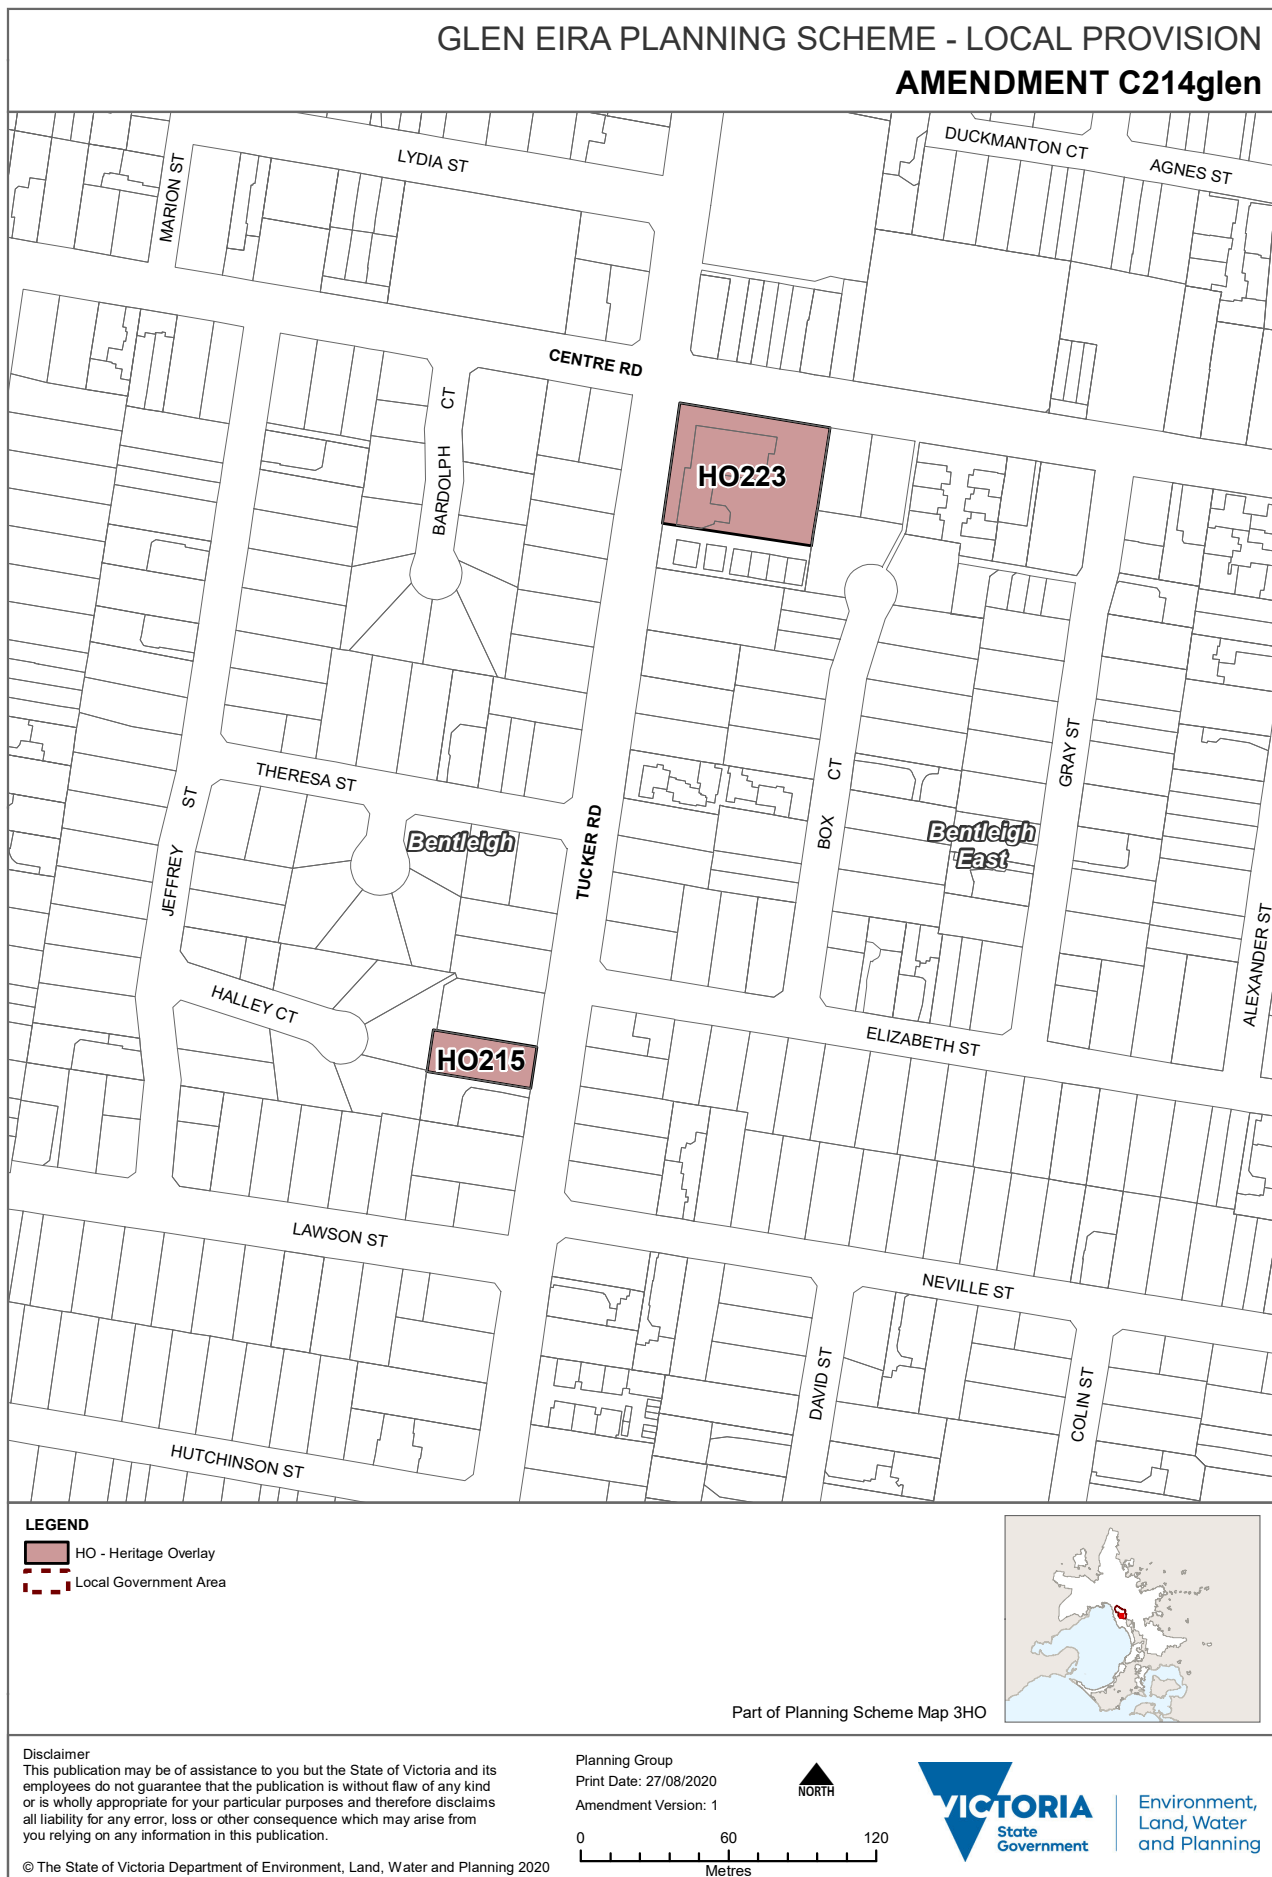 GLEN EIRA PLANNING SCHEME - LOCAL PROVISION
AMENDMENT C214glen
DUCKMANTON CT
AGNES ST
LYDIA ST
MARION ST
CENTRE RD
BARDOLPH CT
HO223
THERESA ST
JEFFREY ST
Bentleigh
TUCKER RD
BOX CT
GRAY ST
Bentleigh
East
ALEXANDER ST
HALLEY CT
HO215
ELIZABETH ST
LAWSON ST
NEVILLE ST
DAVID ST
COLIN ST
HUTCHINSON ST
LEGEND
HO - Heritage Overlay
Local Government Area
Part of Planning Scheme Map 3HO
Disclaimer
This publication may be of assistance to you but the State of Victoria and its
employees do not guarantee that the publication is without flaw of any kind
or is wholly appropriate for your particular purposes and therefore disclaims
all liability for any error, loss or other consequence which may arise from
you relying on any information in this publication.
© The State of Victoria Department of Environment, Land, Water and Planning 2020
Planning Group
Print Date: 27/08/2020
Amendment Version: 1
NORTH
0 60 120
Metres
VICTORIA
State
Government
Environment,
Land, Water
and Planning